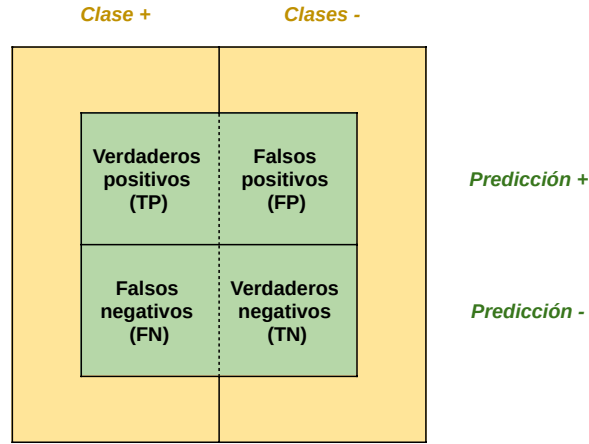 Clase +
Clases -
Verdaderos
positivos
(TP)
Falsos
positivos
(FP)
Predicción +
Falsos
negativos
(FN)
Verdaderos
negativos
(TN)
Predicción -